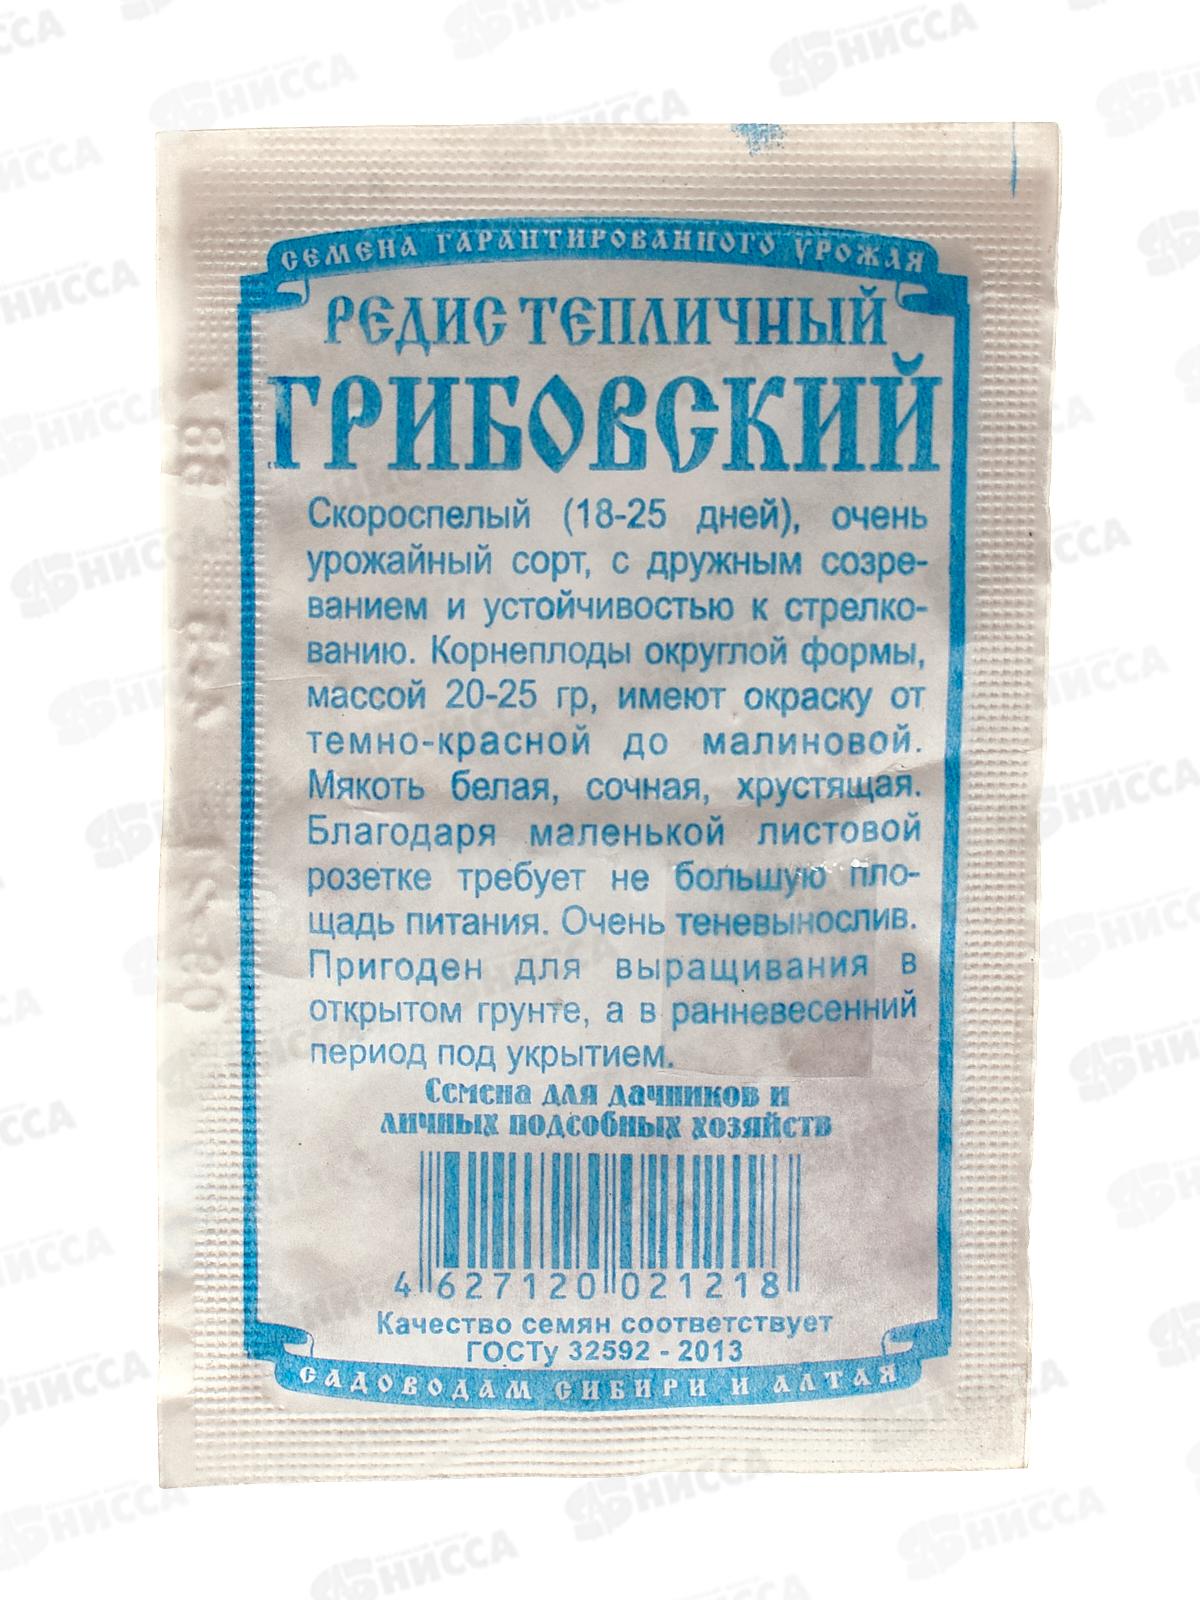 СЕМЕНА ГАРАНТИРОВАННОГО УРОЖАЯ
РЕДИС ТЕПЛИЧНЫЙ
ГРИБОВСКИЙ
Скороспелый (18-25 дней), очень
урожайный сорт, с дружным созре-
ванием и устойчивостью к стрелко-
ванию. Корнеплоды округлой формы,
массой 20-25 гр, имеют окраску от
темно-красной до малиновой.
Мякоть белая, сочная, хрустящая.
Благодаря маленькой листовой
розетке требует не большую пло-
щадь питания. Очень теневынослив.
Пригоден для выращивания в
открытом грунте, а в ранневесенний
период под укрытием.
Семена для дачников и
личных подсобных хозяйств
4 627120 021218
Качество семян соответствует
ГОСТу 32592 - 2013
САДОВОДАМ СИБИРИ И АЛТАЯ